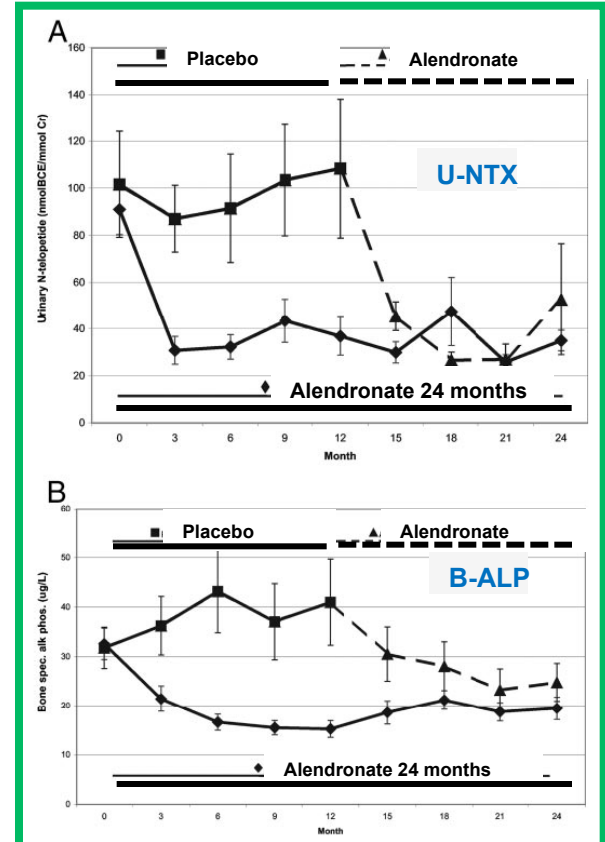 A
160
Placebo
Alendronate
140
120
U-NTX
100
80
60
40
20
0
Urinary N-telopetide (nmolBCE/mmol Cr)
Alendronate 24 months
0 3 6 9 12 15 18 21 24
Month
B
60
Placebo
Alendronate
50
B-ALP
40
30
20
10
0
Bone spec. alk phos. (ug/L)
Alendronate 24 months
0 3 6 9 12 15 18 21 24
Month